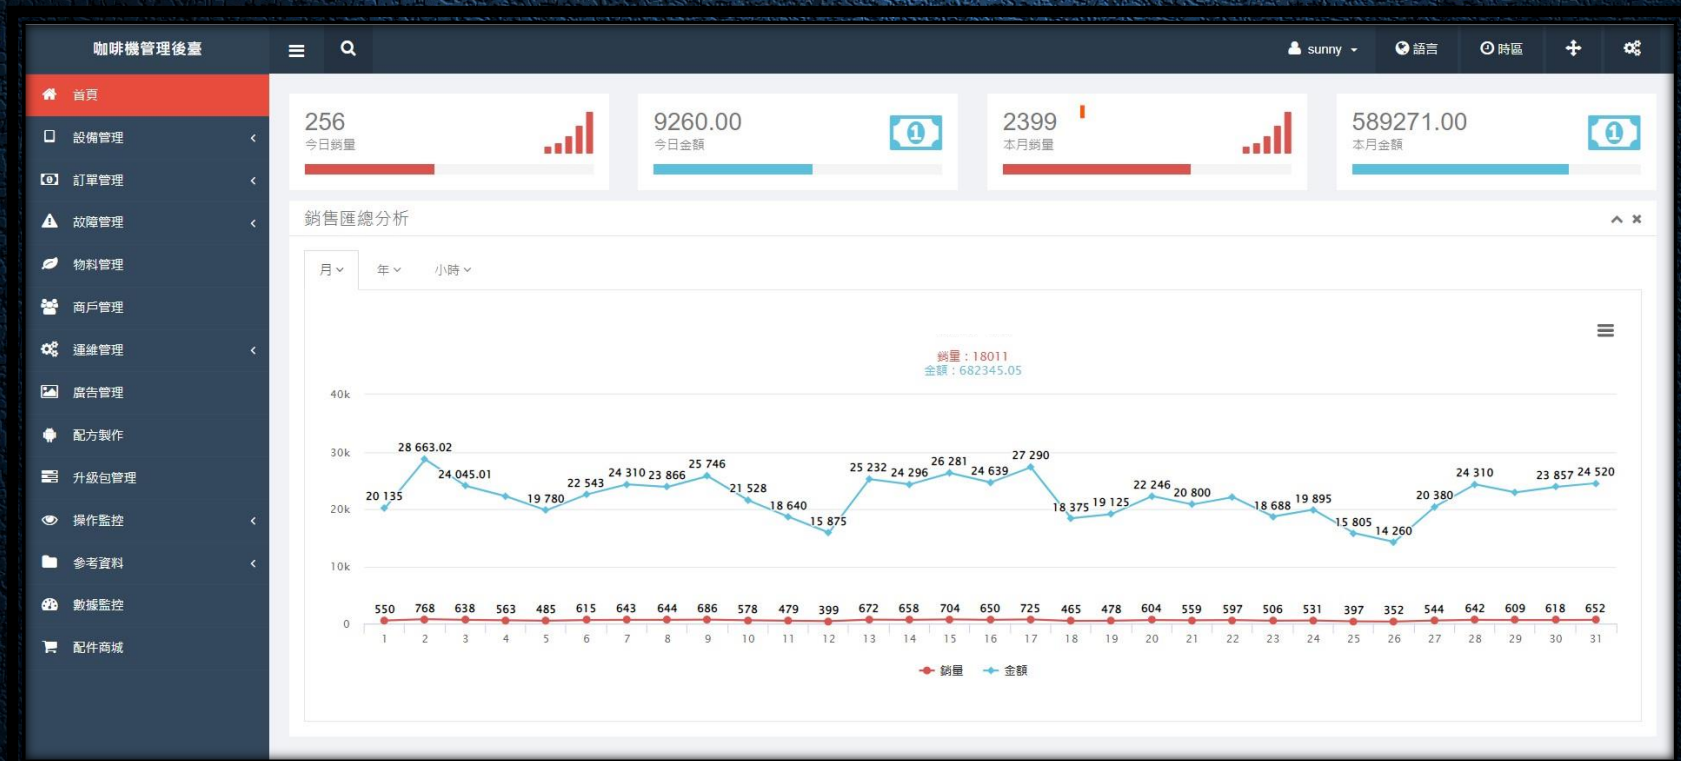 咖啡機管理後臺
sunny
語言
時區
首頁
設備管理
訂單管理
故障管理
物料管理
商戶管理
運維管理
廣告管理
配方製作
升級包管理
操作監控
參考資料
數據監控
配件商城
256
今日銷量
9260.00
今日金額
2399
本月銷量
589271.00
本月金額
銷售匯總分析
月 年 小時
銷量：18011
金額：682345.05
40k
30k
20k
10k
0
20 135
28 663.02
24 045.01
19 780
22 543
24 310
23 866
25 746
21 528
18 640
15 875
25 232
24 296
26 281
24 639
27 290
18 375
19 125
22 246
20 800
18 688
19 895
15 805
14 260
20 380
24 310
23 857
24 520
550 768 638 563 485 615 643 644 686 578 479 399 672 658 704 650 725 465 478 604 559 597 506 531 397 352 544 642 609 618 652
1 2 3 4 5 6 7 8 9 10 11 12 13 14 15 16 17 18 19 20 21 22 23 24 25 26 27 28 29 30 31
銷量 金額